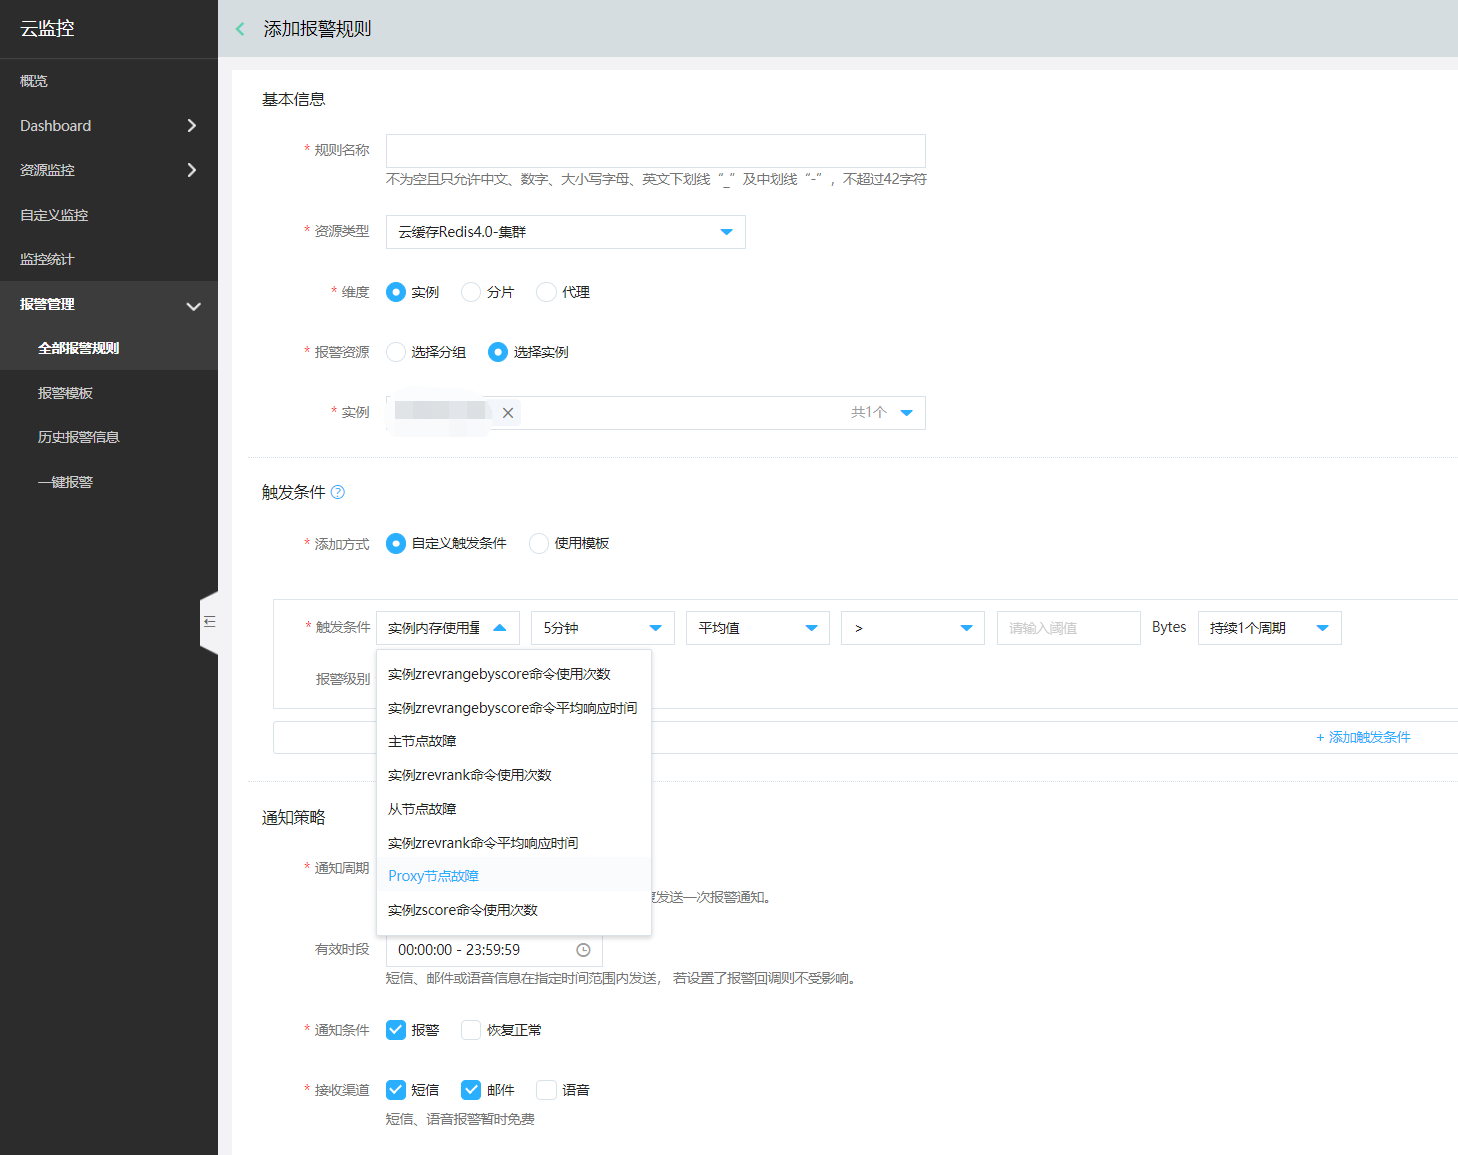 云监控
添加报警规则
概览
Dashboard
资源监控
自定义监控
监控统计
报警管理
全部报警规则
报警模板
历史报警信息
一键报警
基本信息
* 规则名称
不为空且只允许中文、数字、大小写字母、英文下划线“_”及中划线“-”，不超过42字符
* 资源类型 云缓存Redis4.0-集群
* 维度 实例 分片 代理
* 报警资源 选择分组 选择实例
* 实例 共1个
触发条件
* 添加方式 自定义触发条件 使用模板
* 触发条件 实例内存使用量 5分钟 平均值 > 请输入阈值 Bytes 持续1个周期
报警级别
实例zrevrangebyscore命令使用次数
实例zrevrangebyscore命令平均响应时间
主节点故障
实例zrevrank命令使用次数
从节点故障
实例zrevrank命令平均响应时间
Proxy节点故障
实例zscore命令使用次数
+ 添加触发条件
通知策略
* 通知周期
发送一次报警通知。
有效时段 00:00:00 - 23:59:59
短信、邮件或语音信息在指定时间范围内发送， 若设置了报警回调则不受影响。
* 通知条件 报警 恢复正常
* 接收渠道 短信 邮件 语音
短信、语音报警暂时免费